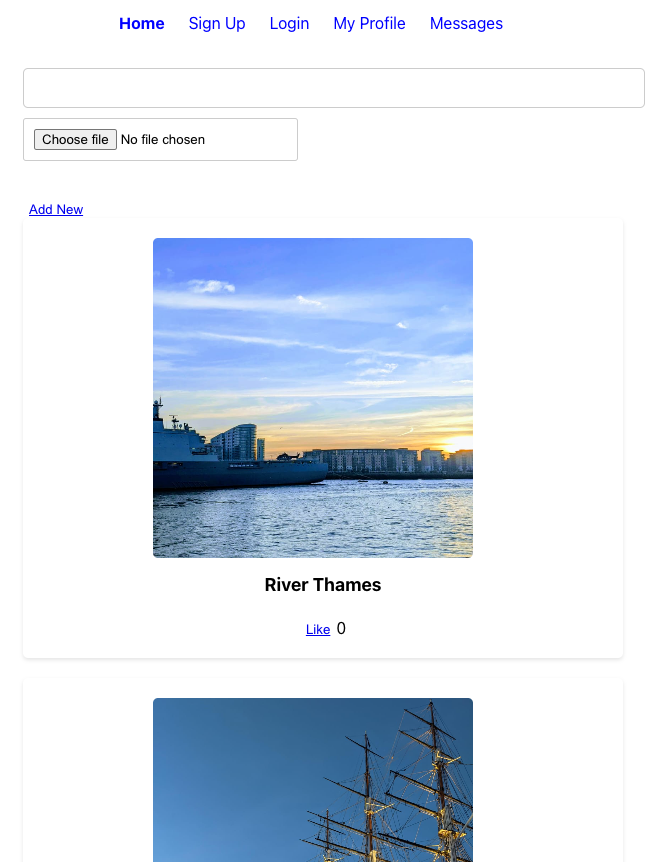 Home Sign Up Login My Profile Messages
Choose file No file chosen
Add New
River Thames
Like 0